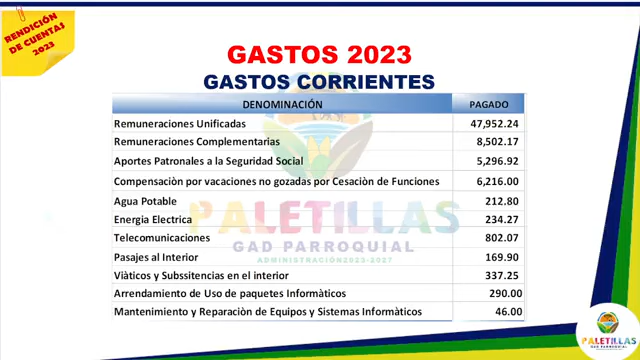 RENDICIÓN
DE CUENTAS
2023
GASTOS 2023
GASTOS CORRIENTES
DENOMINACIÓN PAGADO
Remuneraciones Unificadas 47,952.24
Remuneraciones Complementarias 8,502.17
Aportes Patronales a la Seguridad Social 5,296.92
Compensaciòn por vacaciones no gozadas por Cesaciòn de Funciones 6,216.00
Agua Potable 212.80
Energia Electrica 234.27
Telecomunicaciones 802.07
Pasajes al Interior 169.90
Viàticos y Subssitencias en el interior 337.25
Arrendamiento de Uso de paquetes Informàticos 290.00
Mantenimiento y Reparaciòn de Equipos y Sistemas Informàticos 46.00
PALETILLAS
GAD PARROQUIAL
ADMINISTRACIÓN2023-2027
PALETILLAS
GAD PARROQUIAL